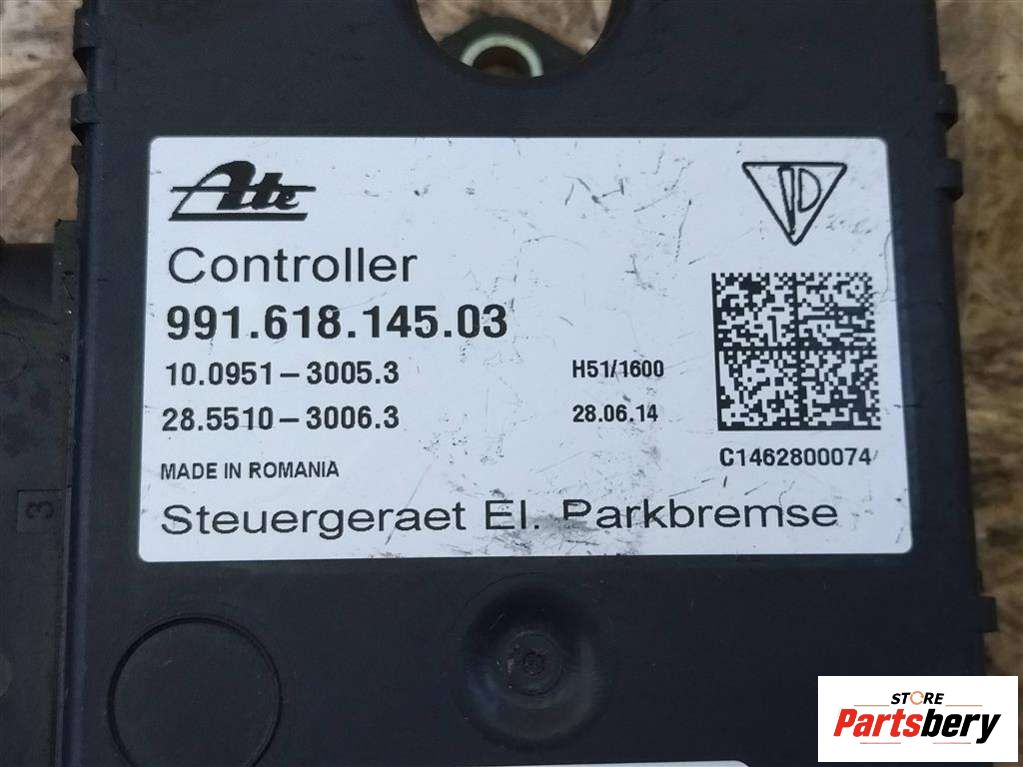 Ate
Controller
991.618.145.03
10.0951-3005.3 H51/1600
28.5510-3006.3 28.06.14
C1462800074
MADE IN ROMANIA
Steuergeraet El. Parkbremse
3
STORE
Partsbery